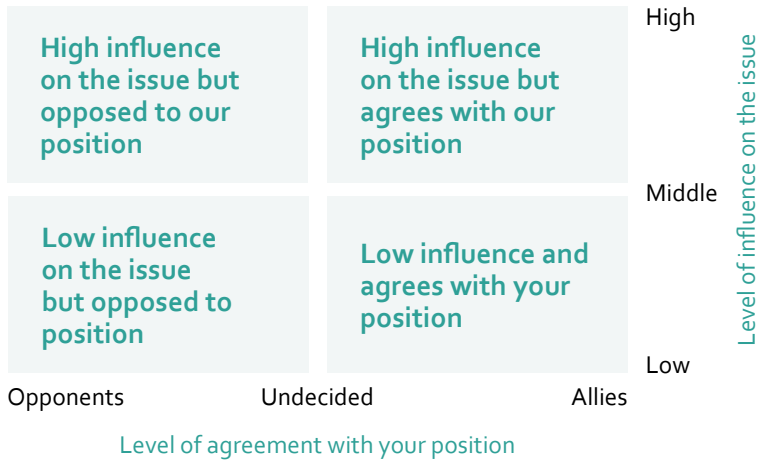 High influence
on the issue but
opposed to our
position
High influence
on the issue but
agrees with our
position
Low influence
on the issue
but opposed to
position
Low influence and
agrees with your
position
High
Middle
Low
Level of influence on the issue
Opponents
Undecided
Allies
Level of agreement with your position